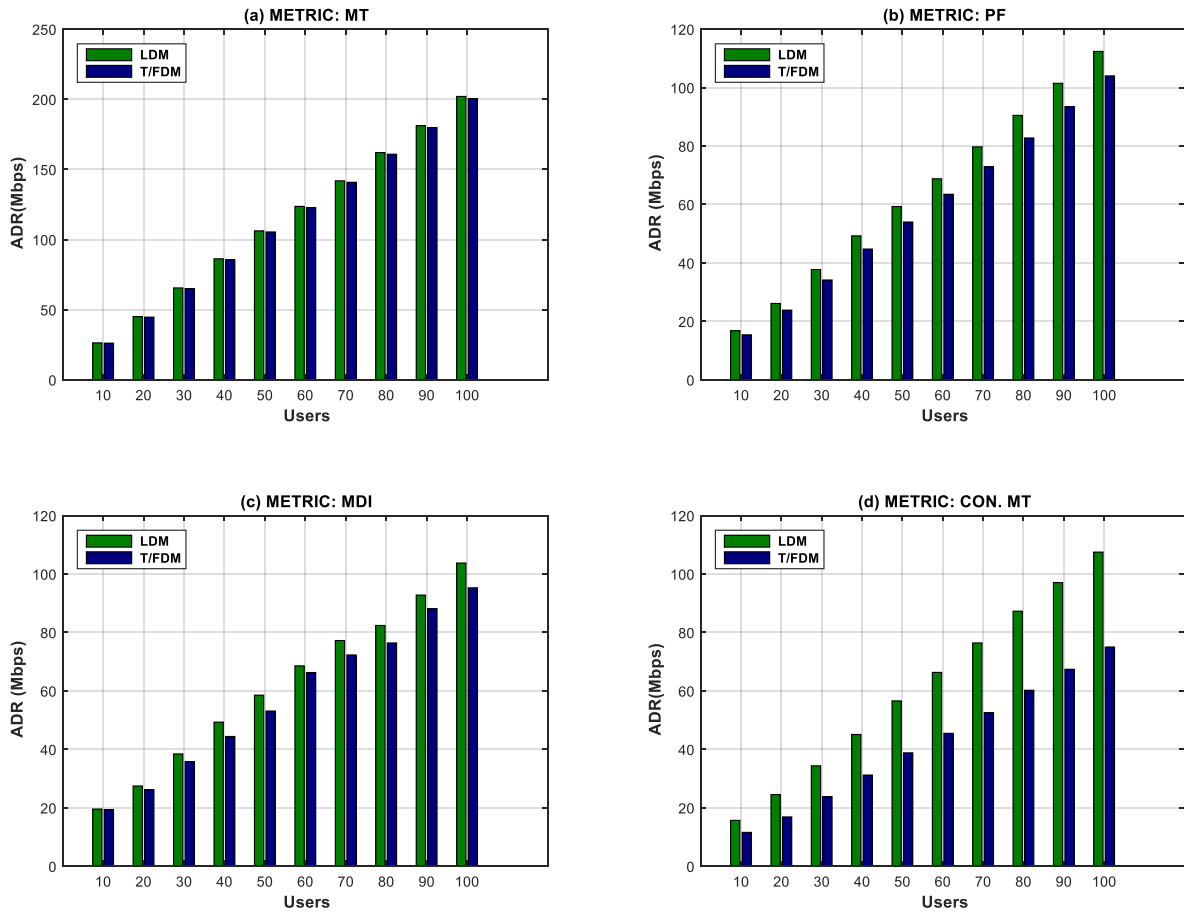 (a) METRIC: MT
250
200
150
100
50
0
ADR(Mbps)
LDM
T/FDM
10 20 30 40 50 60 70 80 90 100
Users
(b) METRIC: PF
120
100
80
60
40
20
0
ADR (Mbps)
LDM
T/FDM
10 20 30 40 50 60 70 80 90 100
Users
(c) METRIC: MDI
120
100
80
60
40
20
0
ADR (Mbps)
LDM
T/FDM
10 20 30 40 50 60 70 80 90 100
Users
(d) METRIC: CON. MT
120
100
80
60
40
20
0
ADR(Mbps)
LDM
T/FDM
10 20 30 40 50 60 70 80 90 100
Users